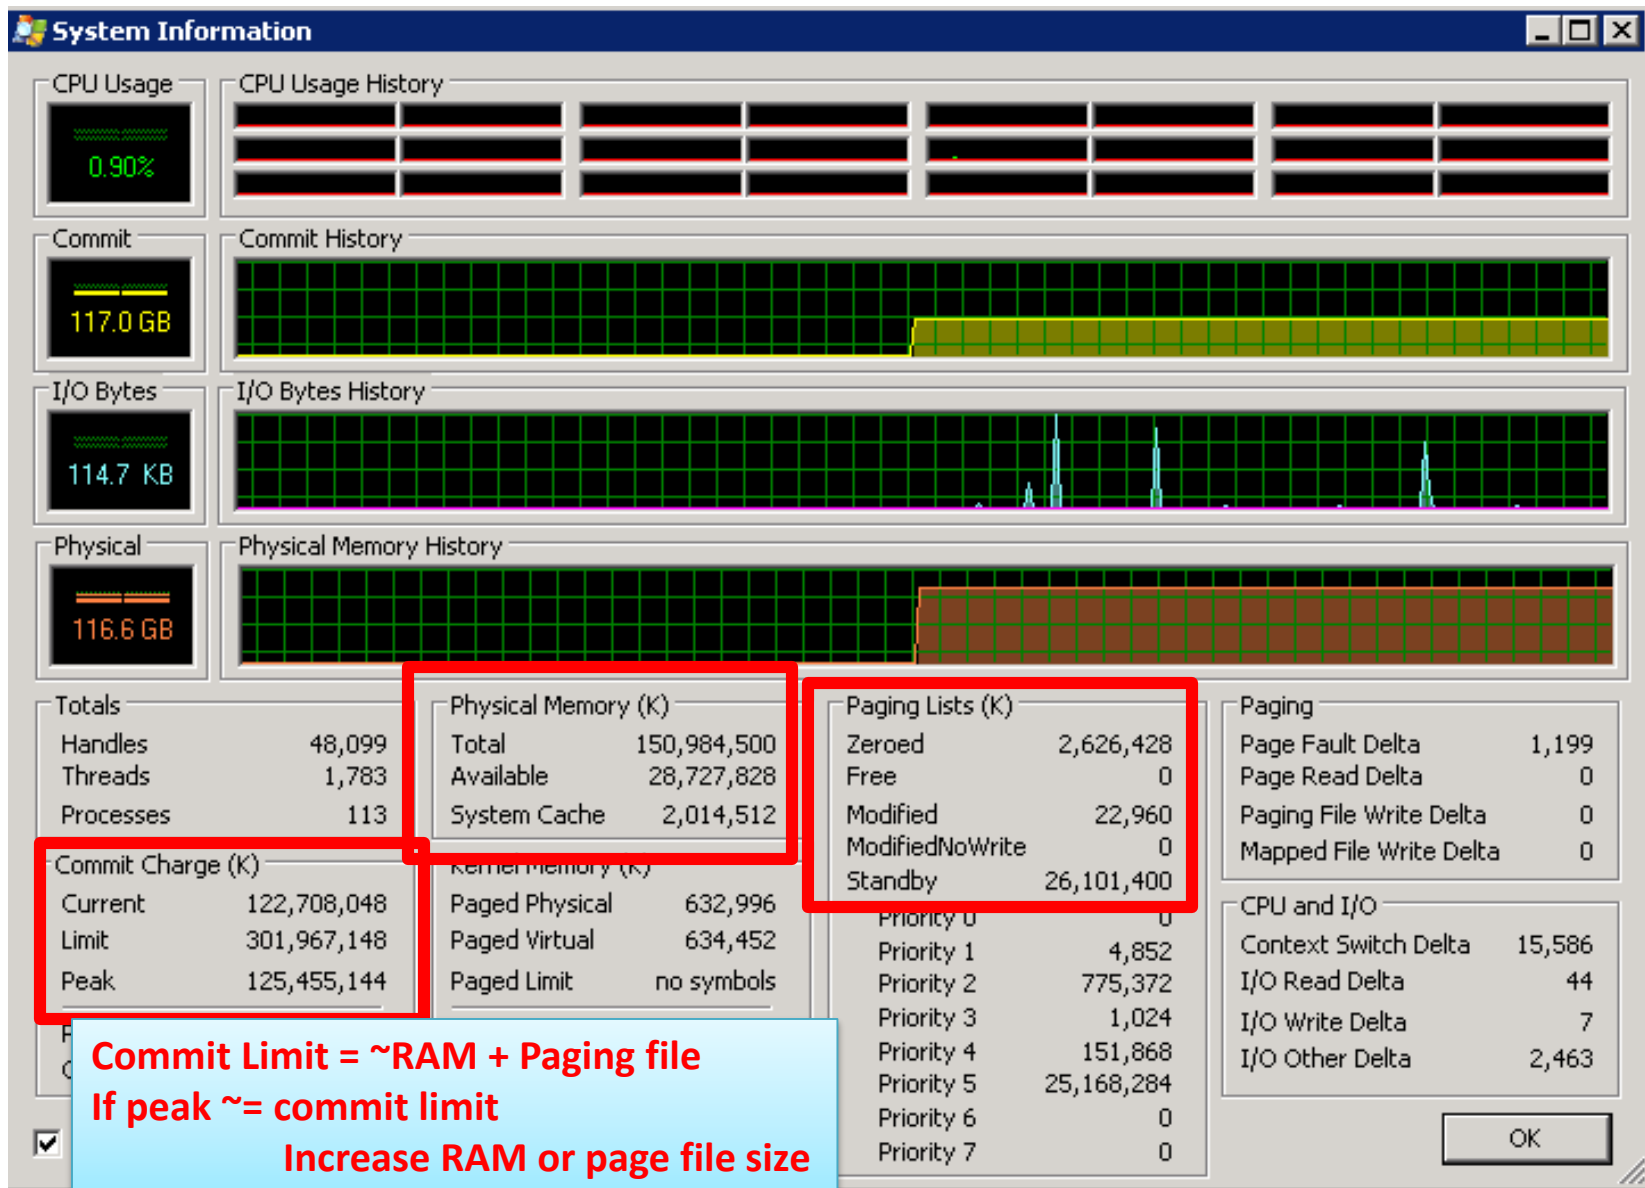 System Information
CPU Usage
CPU Usage History
0.90%
Commit
Commit History
117.0 GB
I/O Bytes
I/O Bytes History
114.7 KB
Physical
Physical Memory History
116.6 GB
Totals
Handles 48,099
Threads 1,783
Processes 113
Commit Charge (K)
Current 122,708,048
Limit 301,967,148
Peak 125,455,144
Physical Memory (K)
Total 150,984,500
Available 28,727,828
System Cache 2,014,512
Kernel Memory (K)
Paged Physical 632,996
Paged Virtual 634,452
Paged Limit no symbols
Paging Lists (K)
Zeroed 2,626,428
Free 0
Modified 22,960
ModifiedNoWrite 0
Standby 26,101,400
Priority 0 0
Priority 1 4,852
Priority 2 775,372
Priority 3 1,024
Priority 4 151,868
Priority 5 25,168,284
Priority 6 0
Priority 7 0
Paging
Page Fault Delta 1,199
Page Read Delta 0
Paging File Write Delta 0
Mapped File Write Delta 0
CPU and I/O
Context Switch Delta 15,586
I/O Read Delta 44
I/O Write Delta 7
I/O Other Delta 2,463
Commit Limit = ~RAM + Paging file
If peak ~= commit limit
Increase RAM or page file size
OK